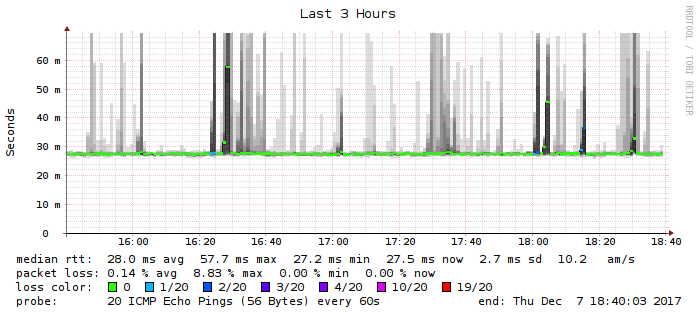 Last 3 Hours
RRDTOOL / TOBI OETIKER
Seconds
60 m
50 m
40 m
30 m
20 m
10 m
0
16:00 16:20 16:40 17:00 17:20 17:40 18:00 18:20 18:40
median rtt: 28.0 ms avg 57.7 ms max 27.2 ms min 27.5 ms now 2.7 ms sd 10.2 am/s
packet loss: 0.14 % avg 8.83 % max 0.00 % min 0.00 % now
loss color: 0 1/20 2/20 3/20 4/20 10/20 19/20
probe: 20 ICMP Echo Pings (56 Bytes) every 60s end: Thu Dec 7 18:40:03 2017